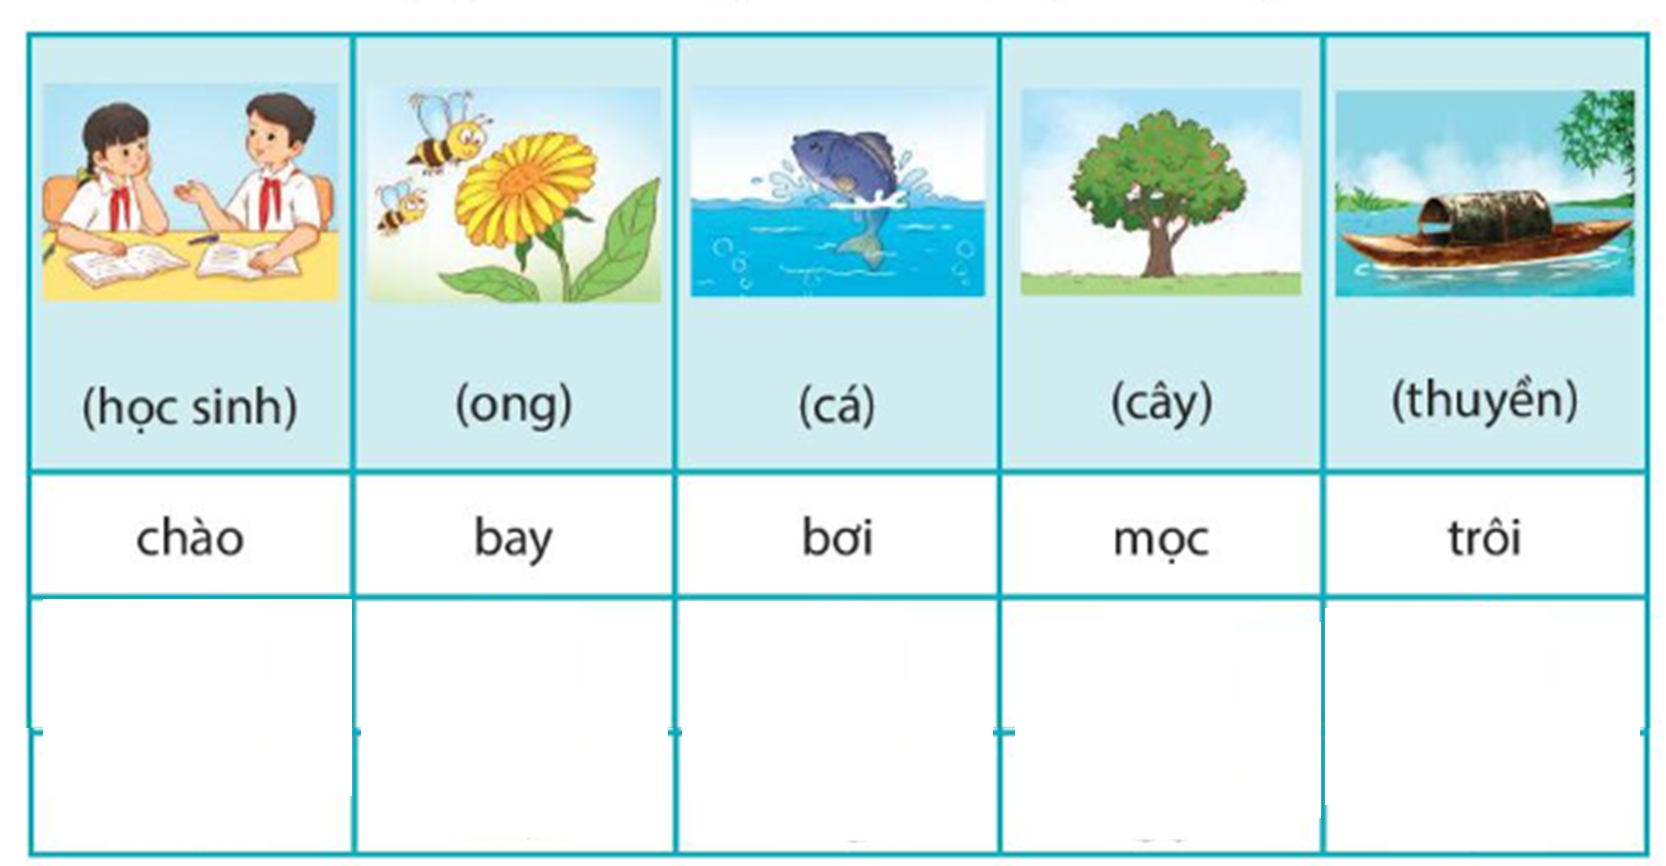 (học sinh) (ong) (cá) (cây) (thuyền)
chào bay bơi mọc trôi